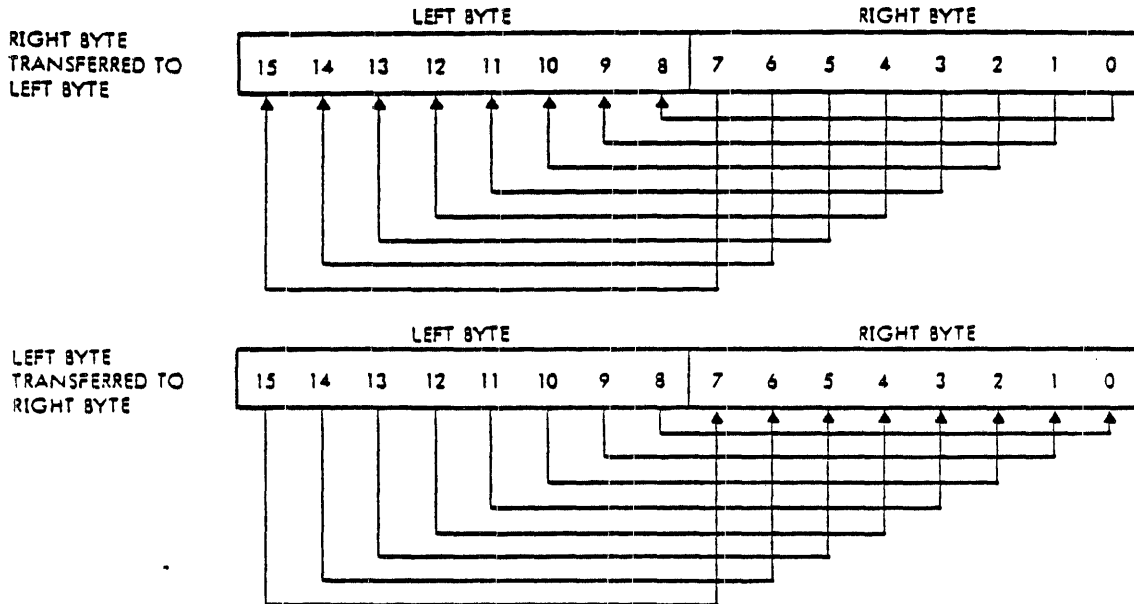 LEFT BYTE RIGHT BYTE
RIGHT BYTE
TRANSFERRED TO
LEFT BYTE
15 14 13 12 11 10 9 8 7 6 5 4 3 2 1 0
LEFT BYTE RIGHT BYTE
LEFT BYTE
TRANSFERRED TO
RIGHT BYTE
15 14 13 12 11 10 9 8 7 6 5 4 3 2 1 0